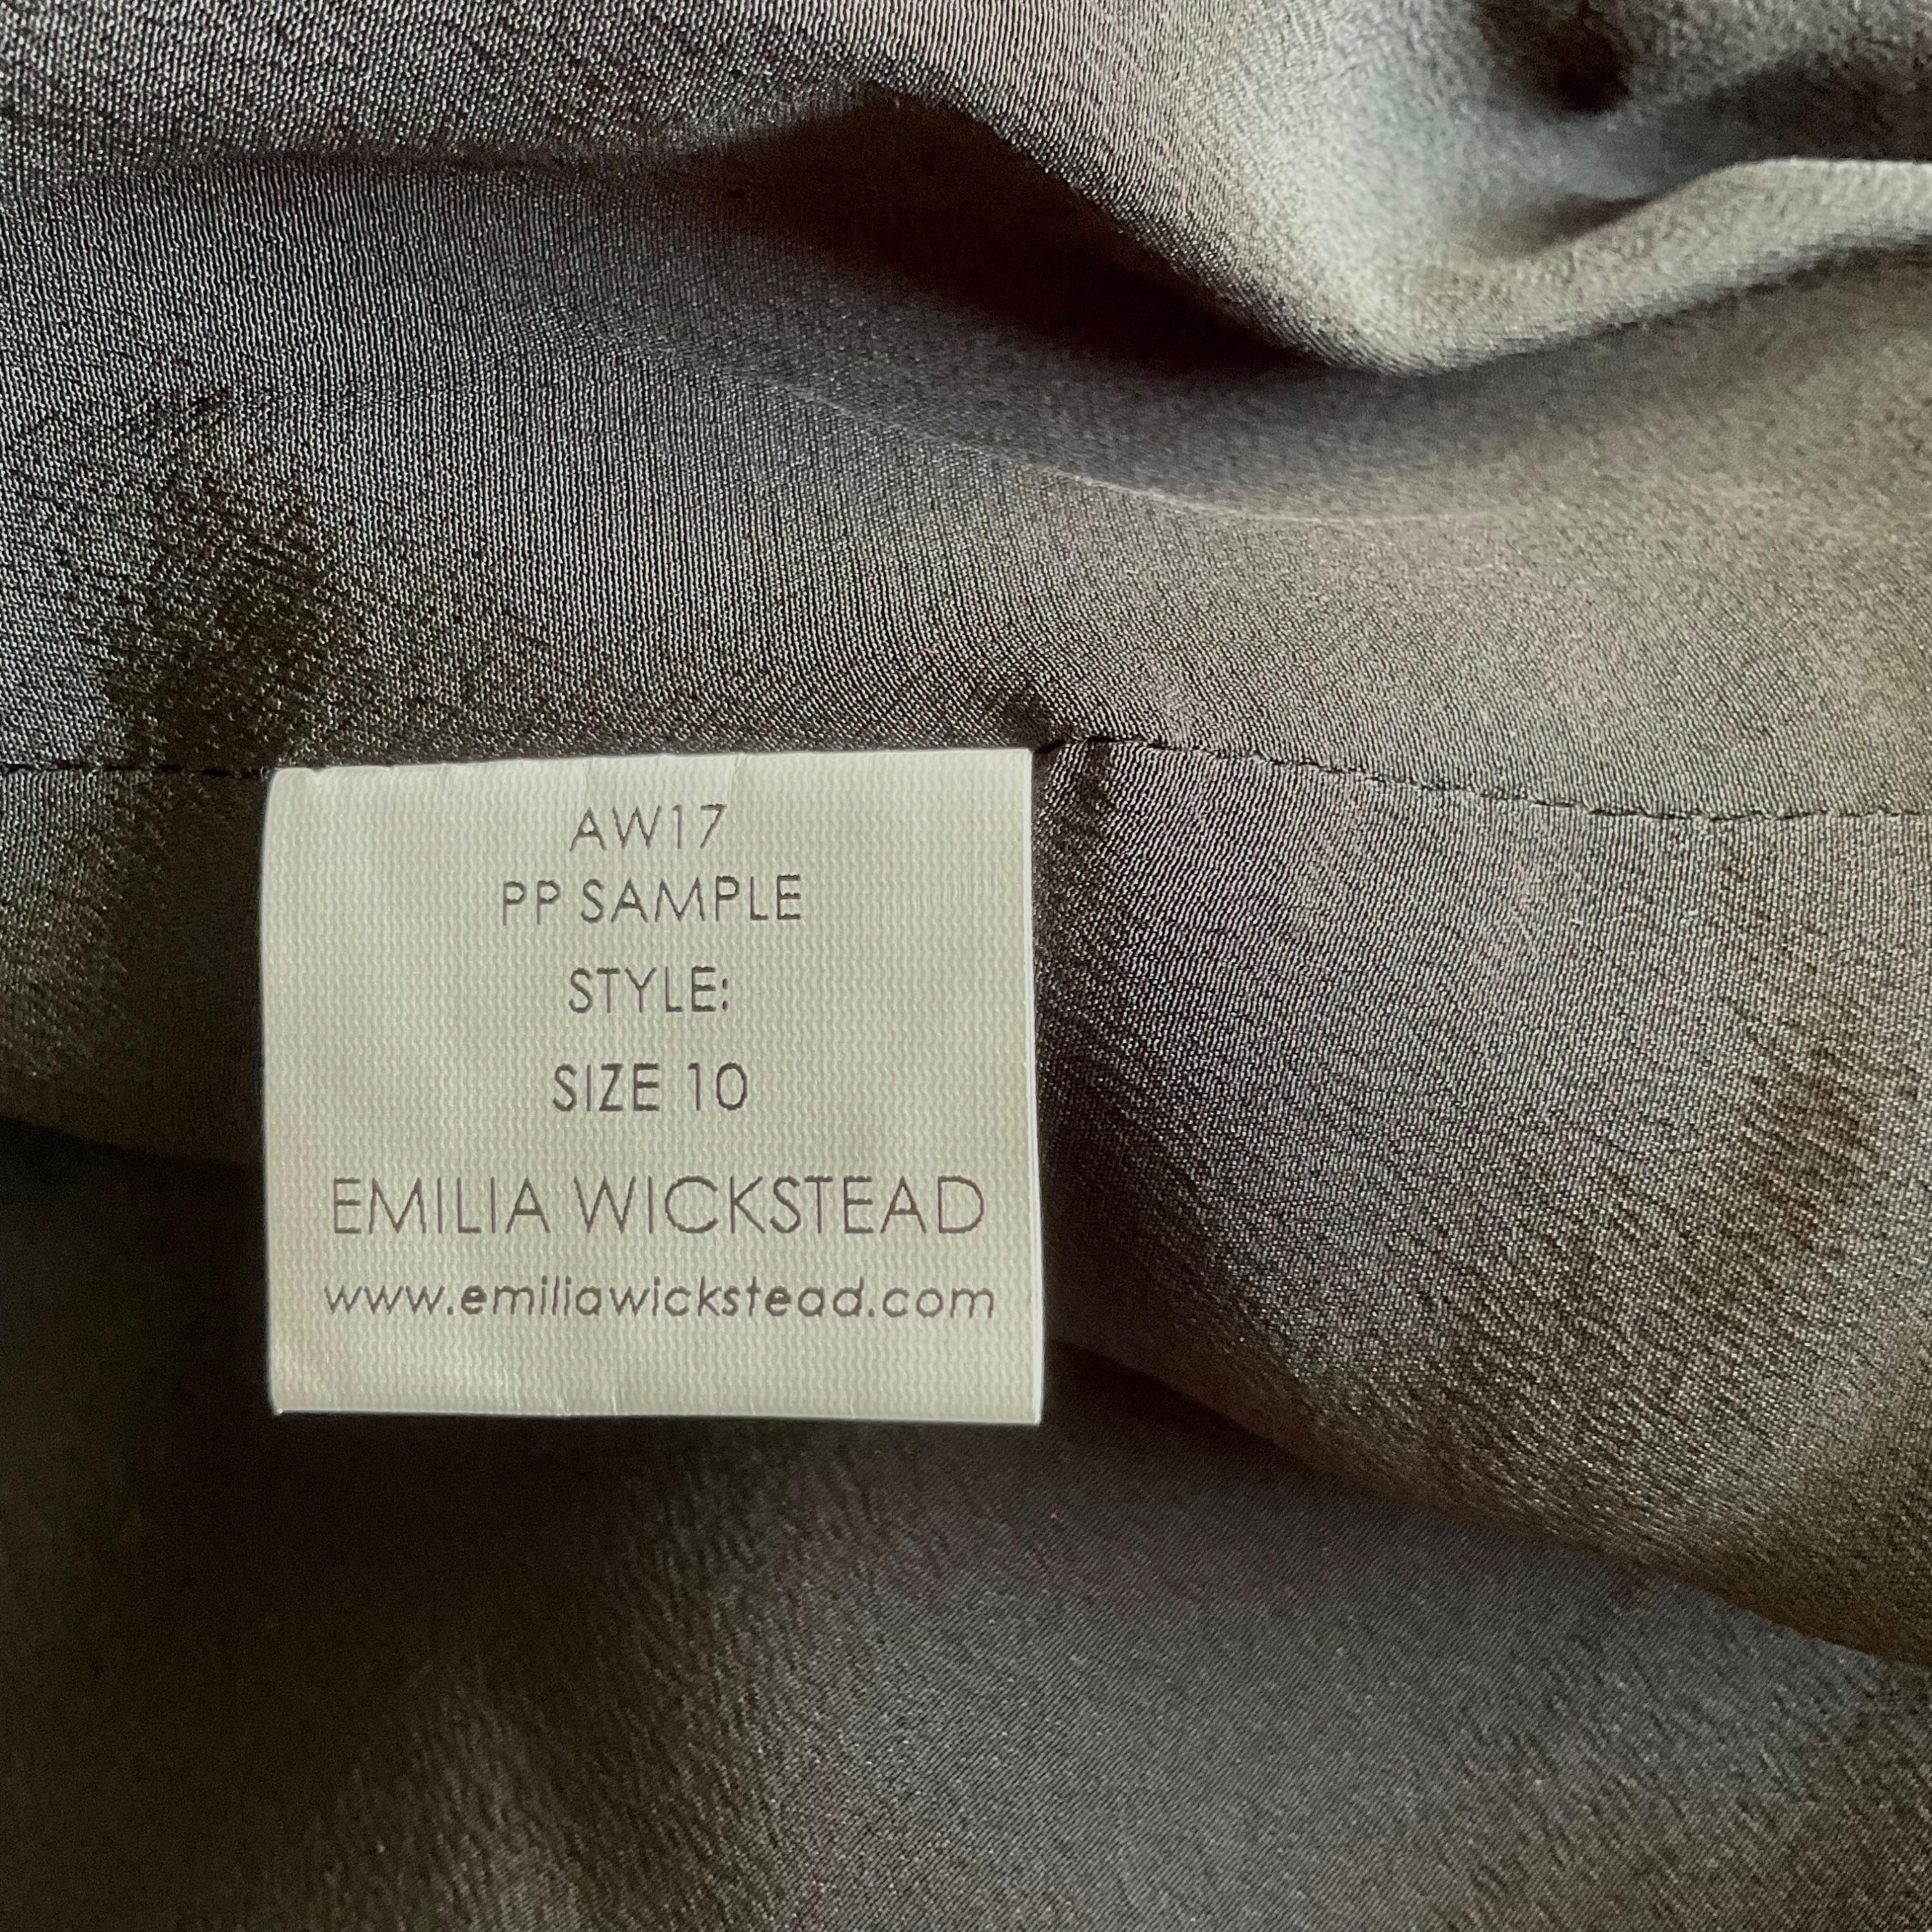 AW17
PP SAMPLE
STYLE:
SIZE 10
EMILIA WICKSTEAD
www.emiliawickstead.com